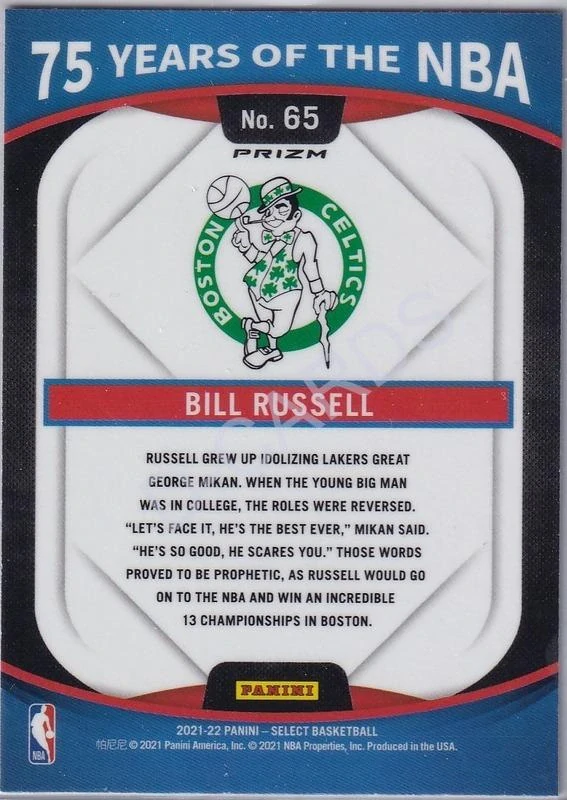 75 YEARS OF THE NBA
No. 65
PRIZM
BOSTON CELTICS
BILL RUSSELL
RUSSELL GREW UP IDOLIZING LAKERS GREAT
GEORGE MIKAN. WHEN THE YOUNG BIG MAN
WAS IN COLLEGE, THE ROLES WERE REVERSED.
“LET’S FACE IT, HE’S THE BEST EVER,” MIKAN SAID.
“HE’S SO GOOD, HE SCARES YOU.” THOSE WORDS
PROVED TO BE PROPHETIC, AS RUSSELL WOULD GO
ON TO THE NBA AND WIN AN INCREDIBLE
13 CHAMPIONSHIPS IN BOSTON.
PANINI
2021-22 PANINI – SELECT BASKETBALL
帕尼尼 © 2021 Panini America, Inc. © 2021 NBA Properties, Inc. Produced in the USA.
NBA
CARDS